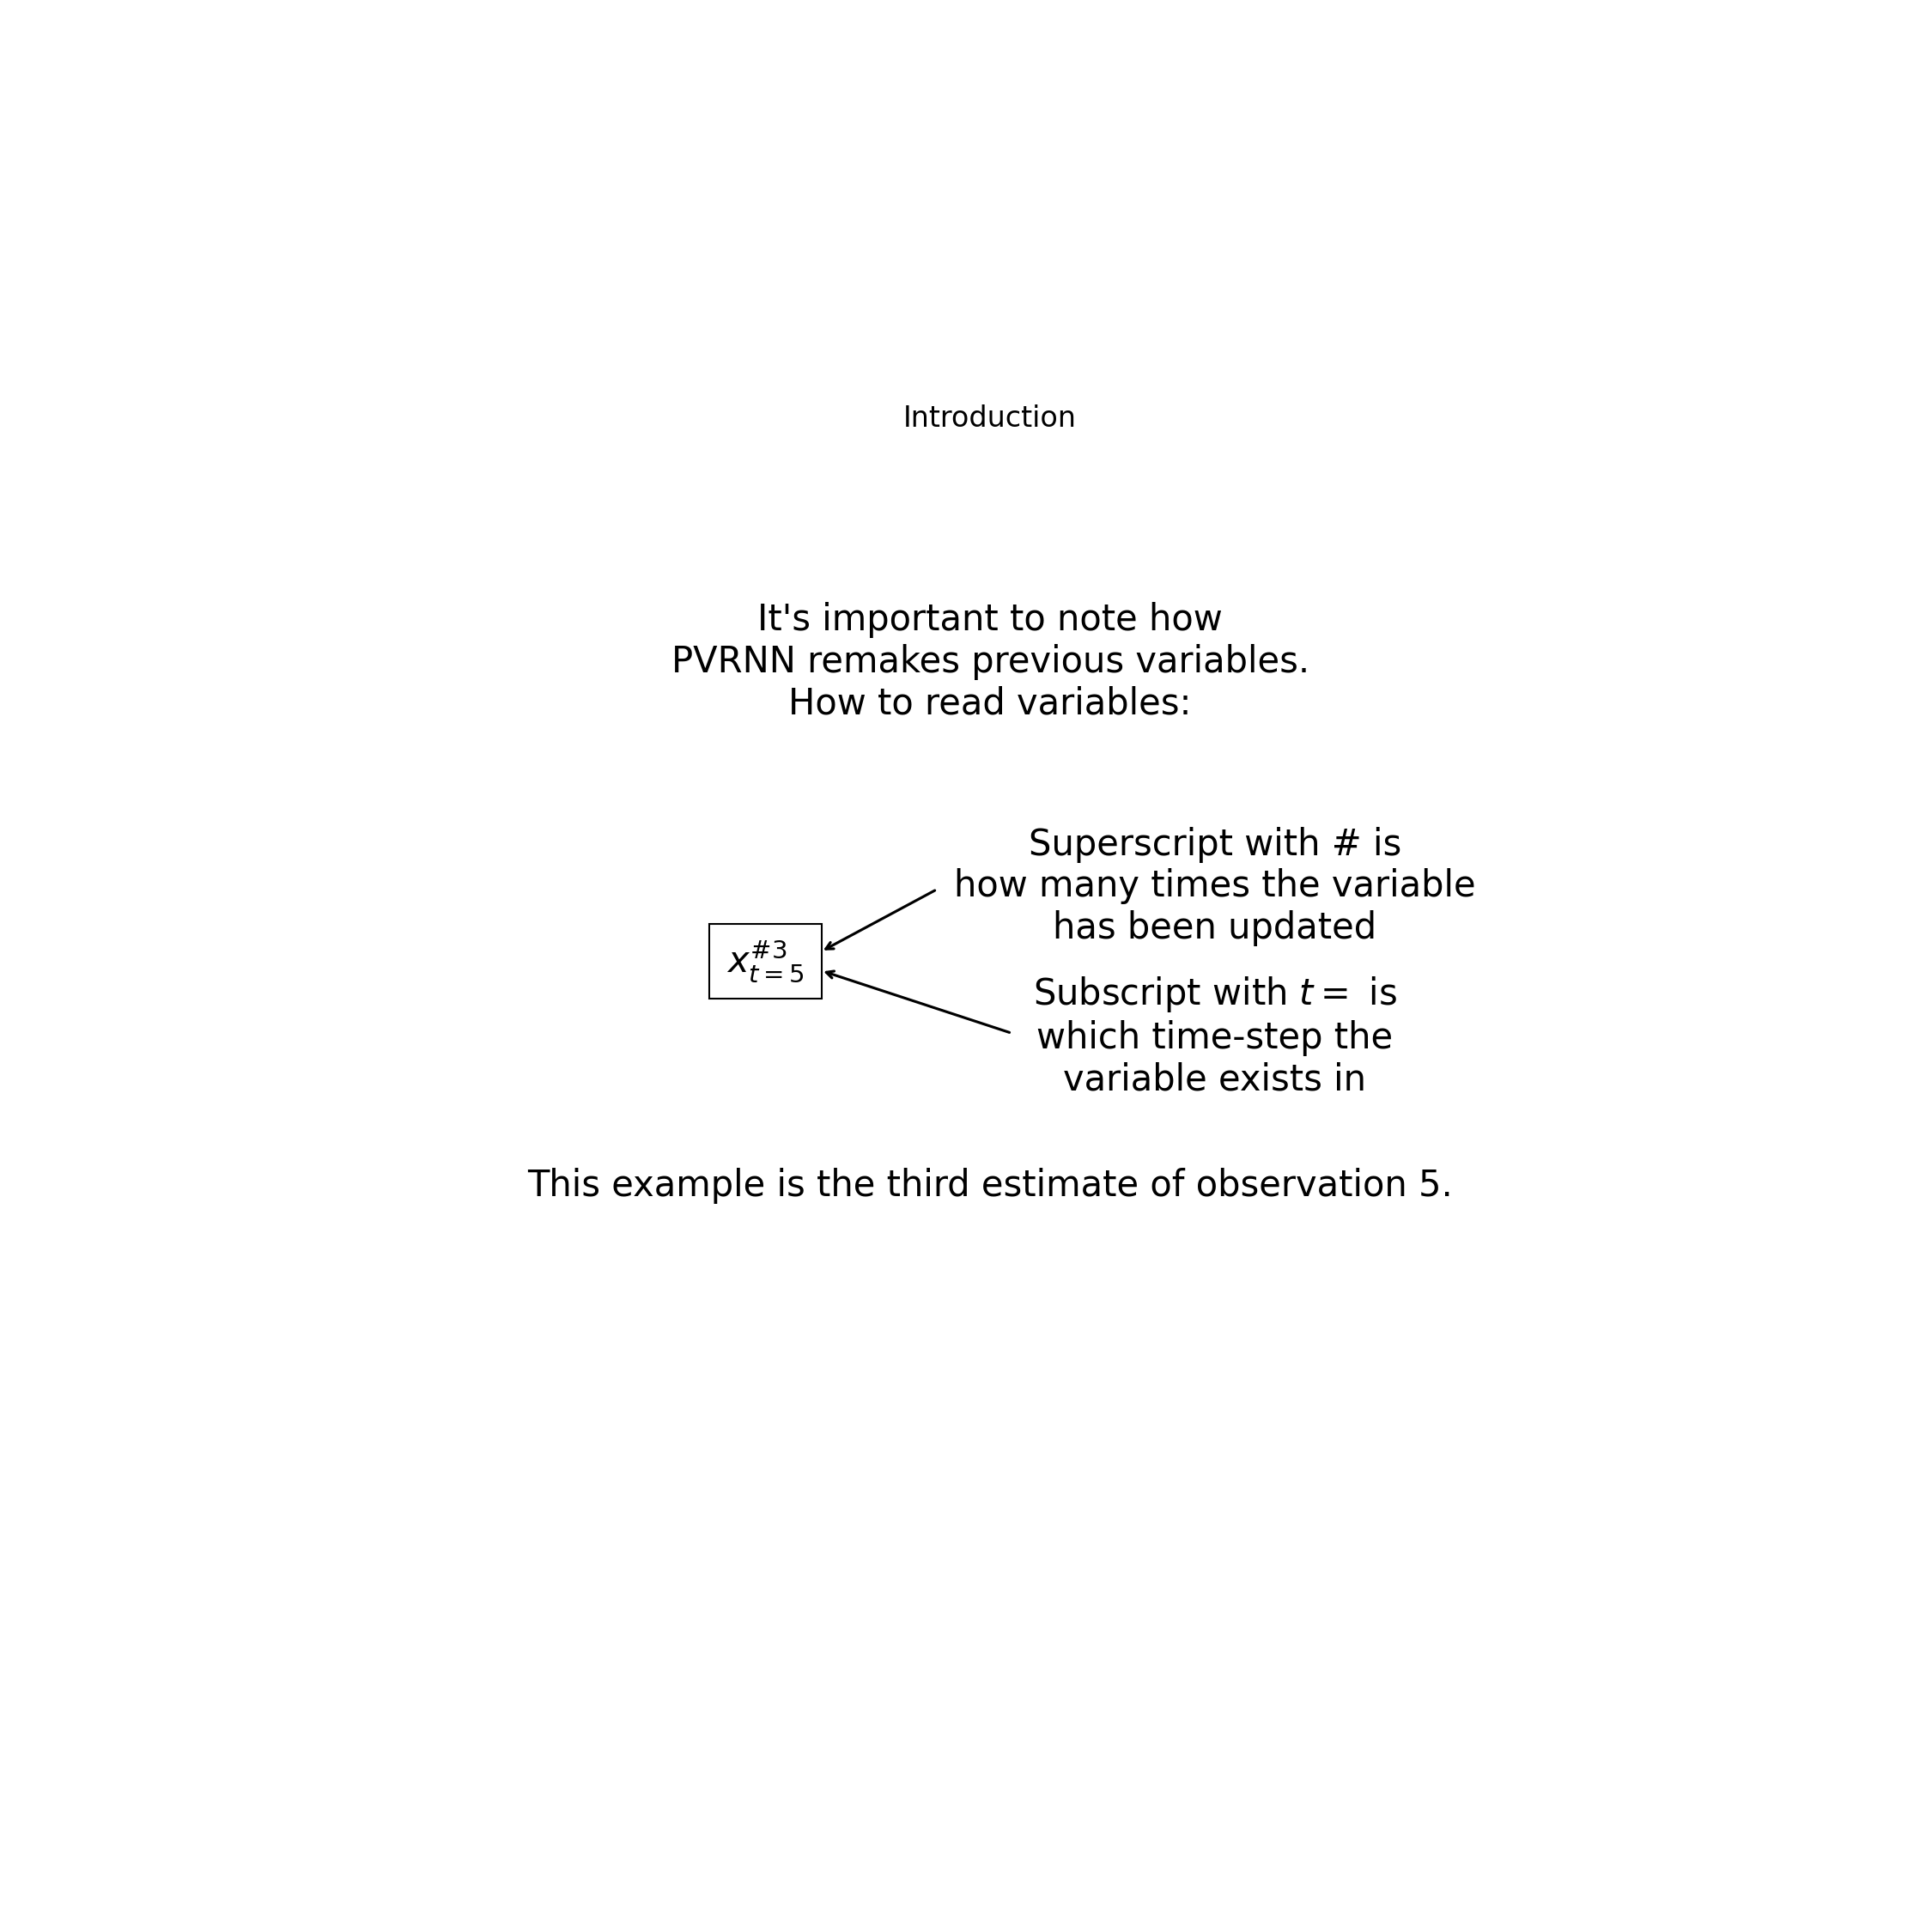 Introduction
It's important to note how
PVRNN remakes previous variables.
How to read variables:
Superscript with # is
how many times the variable
has been updated
$x_{t=5}^{\#3}$
Subscript with $t=$ is
which time-step the
variable exists in
This example is the third estimate of observation 5.